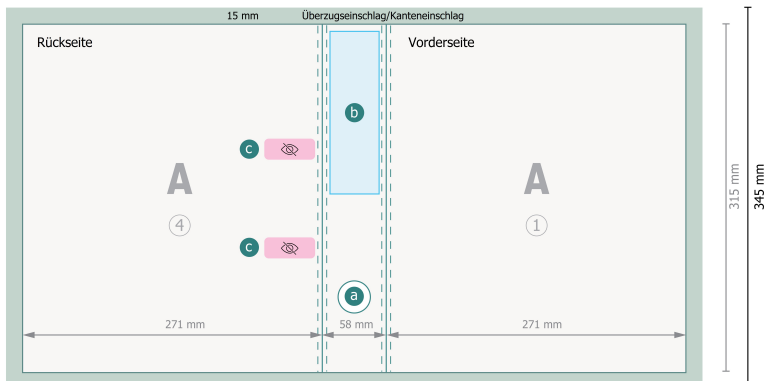 15 mm Überzugseinschlag/Kanteneinschlag
Rückseite
Vorderseite
b
c
A
A
4
1
c
a
271 mm
58 mm
271 mm
315 mm
345 mm